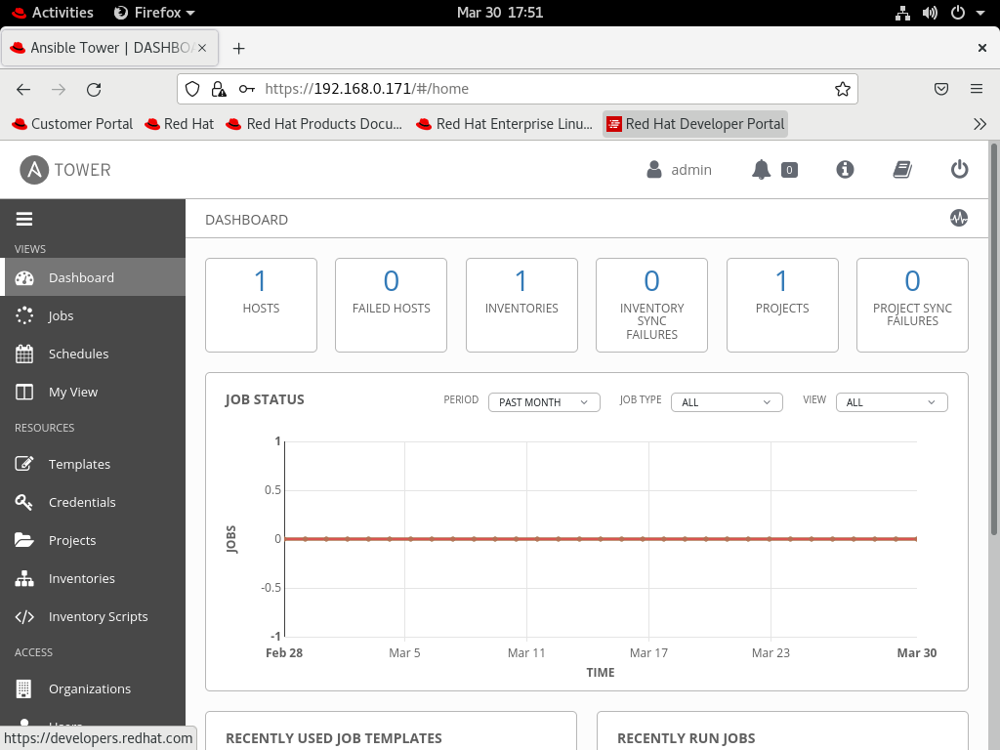 Activities Firefox Mar 30 17:51
Ansible Tower | DASHBO
https://192.168.0.171/#/home
Customer Portal Red Hat Red Hat Products Docu... Red Hat Enterprise Linu... Red Hat Developer Portal
TOWER admin 0
DASHBOARD
VIEWS
Dashboard
Jobs
Schedules
My View
RESOURCES
Templates
Credentials
Projects
Inventories
Inventory Scripts
ACCESS
Organizations
Users
https://developers.redhat.com
1
HOSTS
0
FAILED HOSTS
1
INVENTORIES
0
INVENTORY
SYNC
FAILURES
1
PROJECTS
0
PROJECT SYNC
FAILURES
JOB STATUS PERIOD PAST MONTH JOB TYPE ALL VIEW ALL
1
0.5
0
-0.5
-1
JOBS
Feb 28 Mar 5 Mar 11 Mar 17 Mar 23 Mar 30
TIME
RECENTLY USED JOB TEMPLATES
RECENTLY RUN JOBS